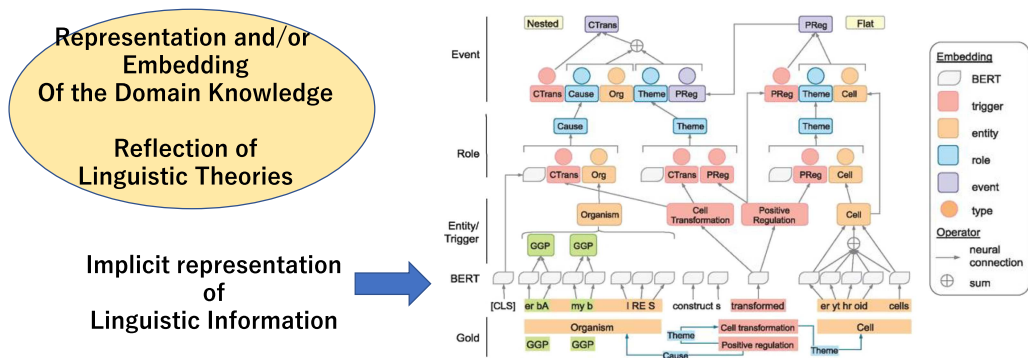 Representation and/or
Embedding
Of the Domain Knowledge
Reflection of
Linguistic Theories
Implicit representation
of
Linguistic Information
Nested CTrans PReg Flat
Event
CTrans Cause Org Theme PReg PReg Theme Cell
Cause Theme Theme
Role
CTrans Org CTrans PReg PReg Cell
Entity/
Trigger
Organism Cell
Transformation Positive
Regulation Cell
GGP GGP
BERT
[CLS] er bA my b I RE S construct s transformed er yt hr oid cells
Gold
Organism Theme Cell transformation Cell
GGP GGP Positive regulation Theme
Cause
Embedding
BERT
trigger
entity
role
event
type
Operator
neural
connection
sum